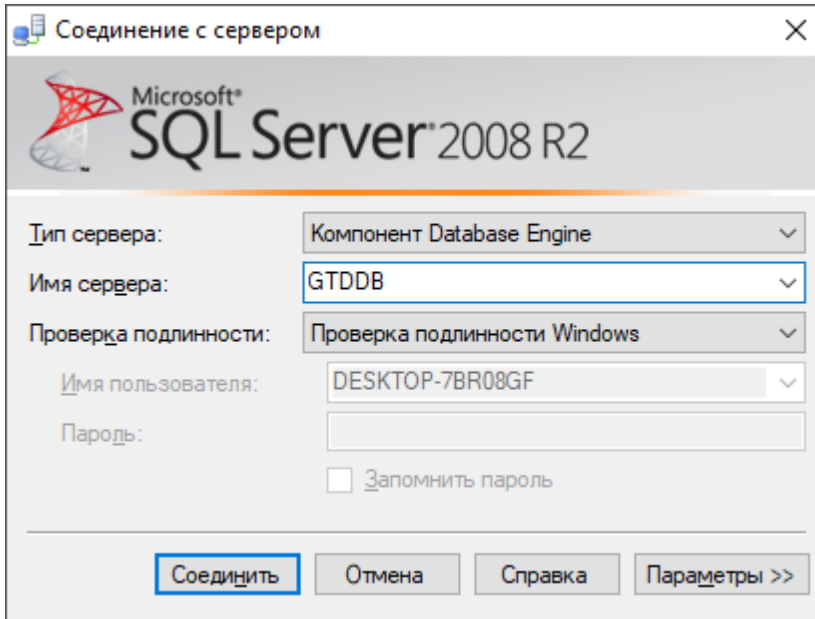 Соединение с сервером
Microsoft®
SQL Server® 2008 R2
Тип сервера: Компонент Database Engine
Имя сервера: GTDDB
Проверка подлинности: Проверка подлинности Windows
Имя пользователя: DESKTOP-7BR08GF
Пароль:
Запомнить пароль
Соединить Отмена Справка Параметры >>